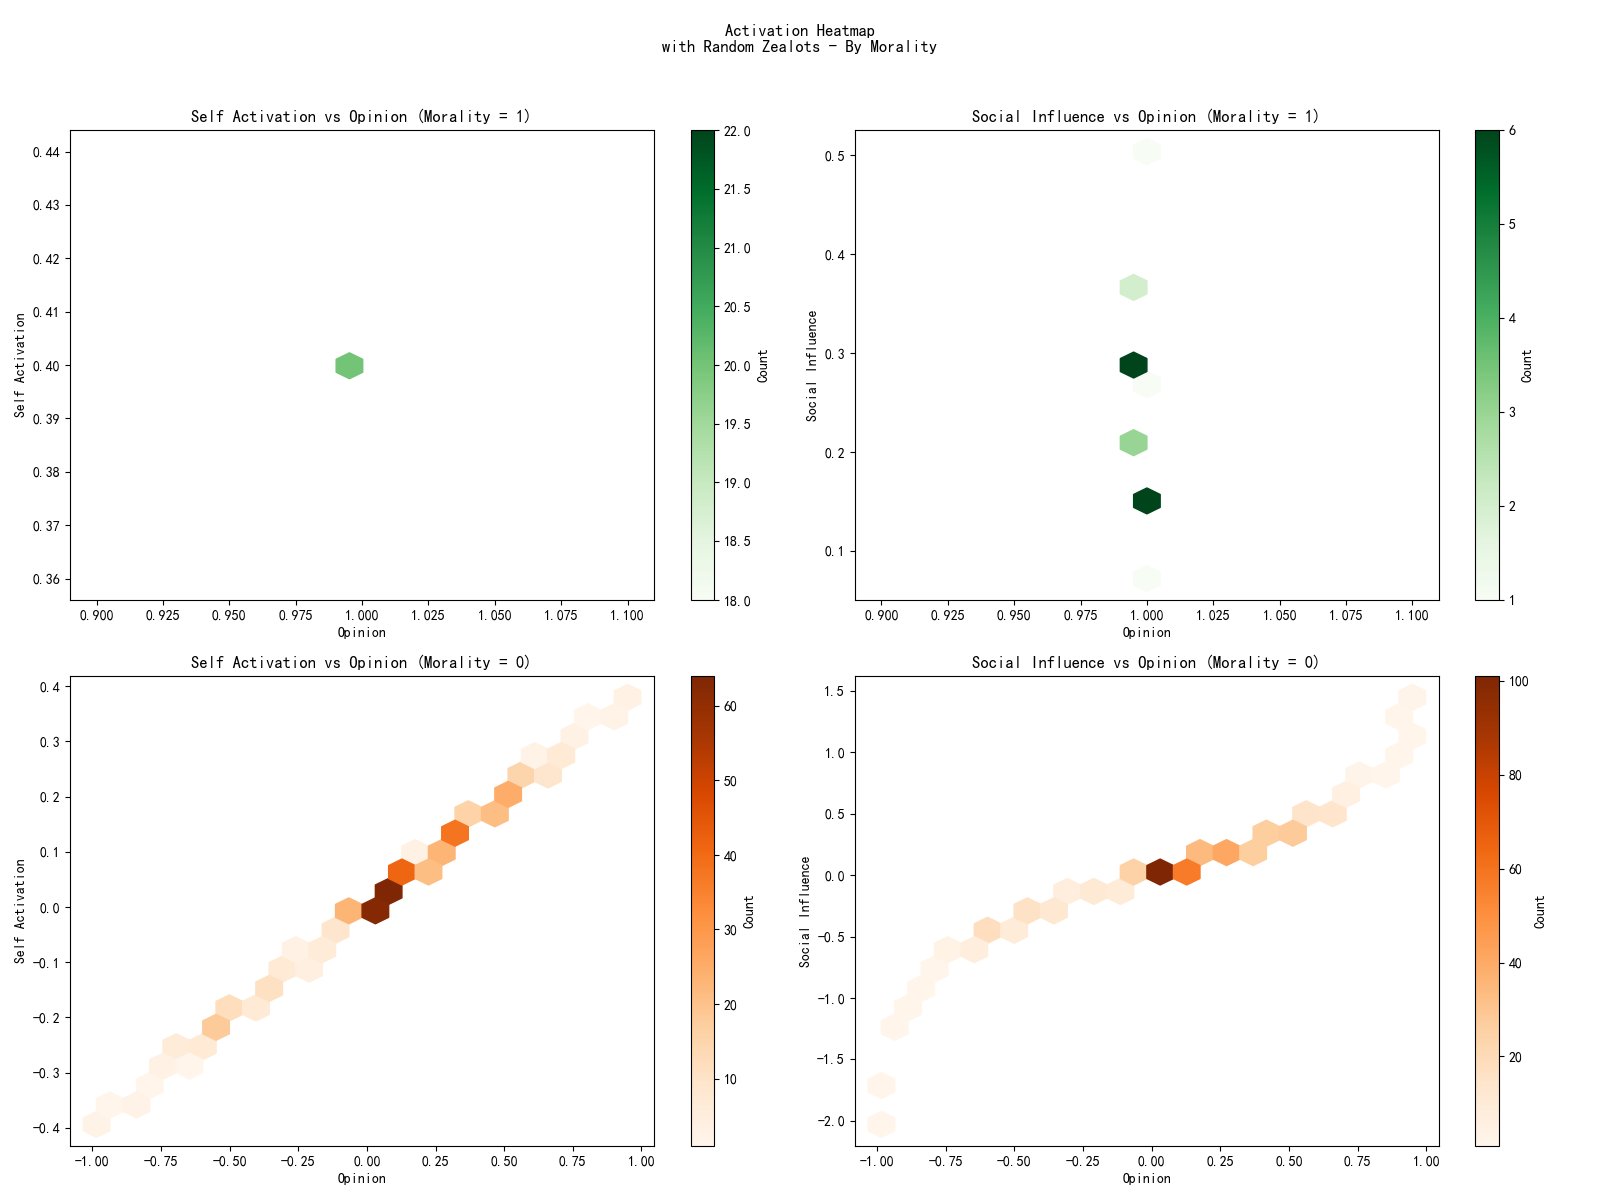 Activation Heatmap
with Random Zealots - By Morality
Self Activation vs Opinion (Morality = 1)
Self Activation
0.44
0.43
0.42
0.41
0.40
0.39
0.38
0.37
0.36
0.900 0.925 0.950 0.975 1.000 1.025 1.050 1.075 1.100
Opinion
22.0
21.5
21.0
20.5
20.0
19.5
19.0
18.5
18.0
Count
Social Influence vs Opinion (Morality = 1)
Social Influence
0.5
0.4
0.3
0.2
0.1
0.900 0.925 0.950 0.975 1.000 1.025 1.050 1.075 1.100
Opinion
6
5
4
3
2
1
Count
Self Activation vs Opinion (Morality = 0)
Self Activation
0.4
0.3
0.2
0.1
0.0
-0.1
-0.2
-0.3
-0.4
-1.00 -0.75 -0.50 -0.25 0.00 0.25 0.50 0.75 1.00
Opinion
60
50
40
30
20
10
Count
Social Influence vs Opinion (Morality = 0)
Social Influence
1.5
1.0
0.5
0.0
-0.5
-1.0
-1.5
-2.0
-1.00 -0.75 -0.50 -0.25 0.00 0.25 0.50 0.75 1.00
Opinion
100
80
60
40
20
Count